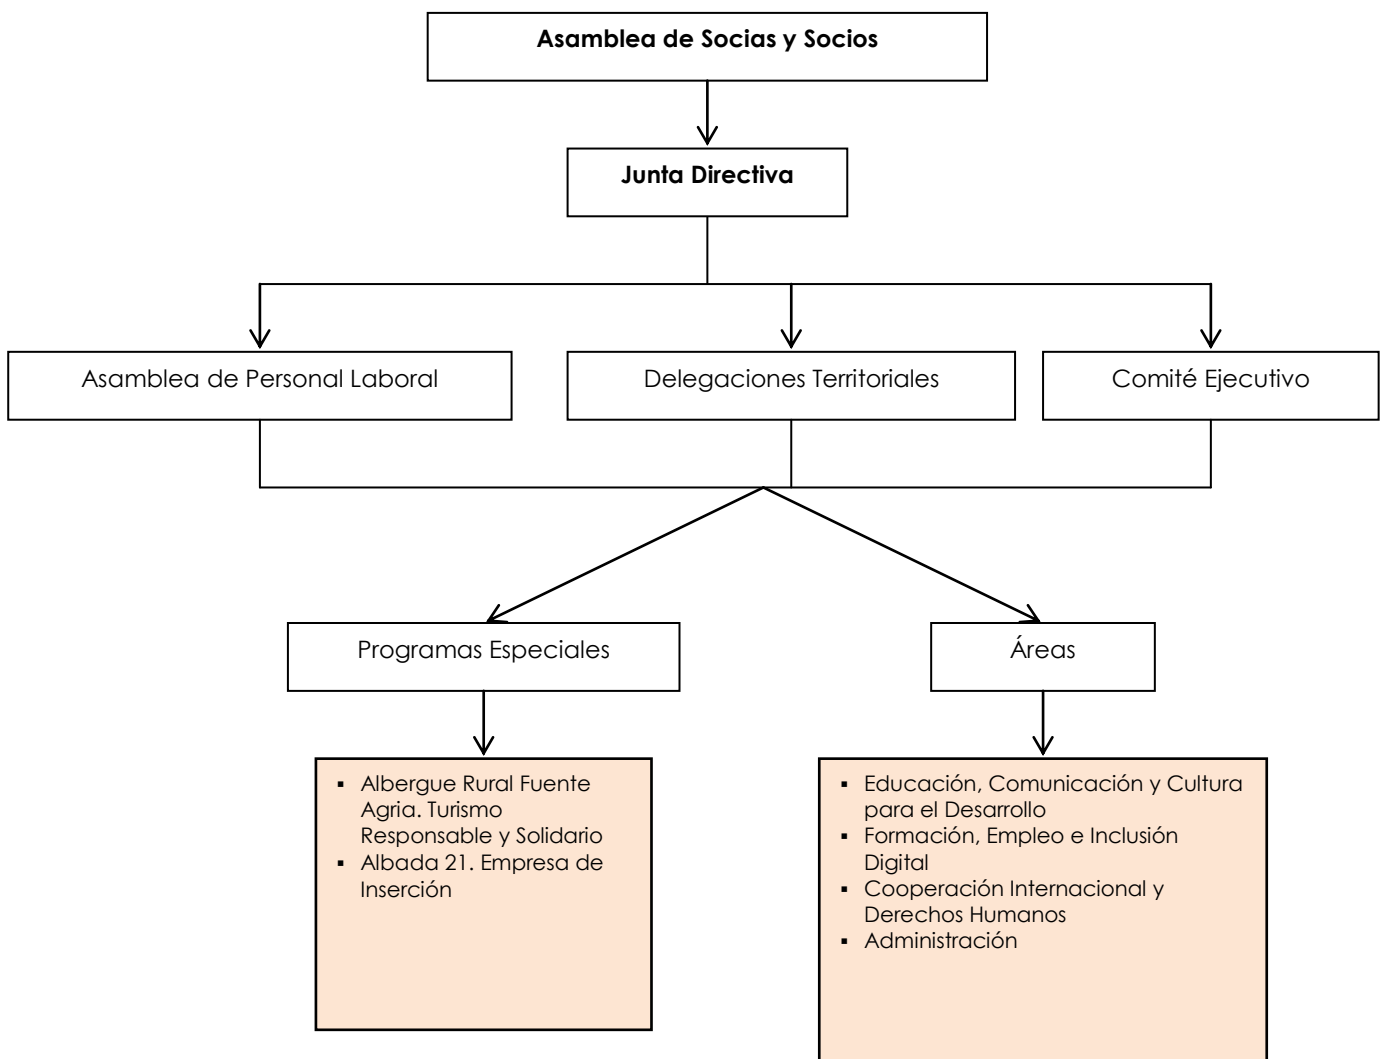 Asamblea de Socias y Socios
Junta Directiva
Asamblea de Personal Laboral
Delegaciones Territoriales
Comité Ejecutivo
Programas Especiales
Áreas
▪ Albergue Rural Fuente
Agria. Turismo
Responsable y Solidario
▪ Albada 21. Empresa de
Inserción
▪ Educación, Comunicación y Cultura
para el Desarrollo
▪ Formación, Empleo e Inclusión
Digital
▪ Cooperación Internacional y
Derechos Humanos
▪ Administración